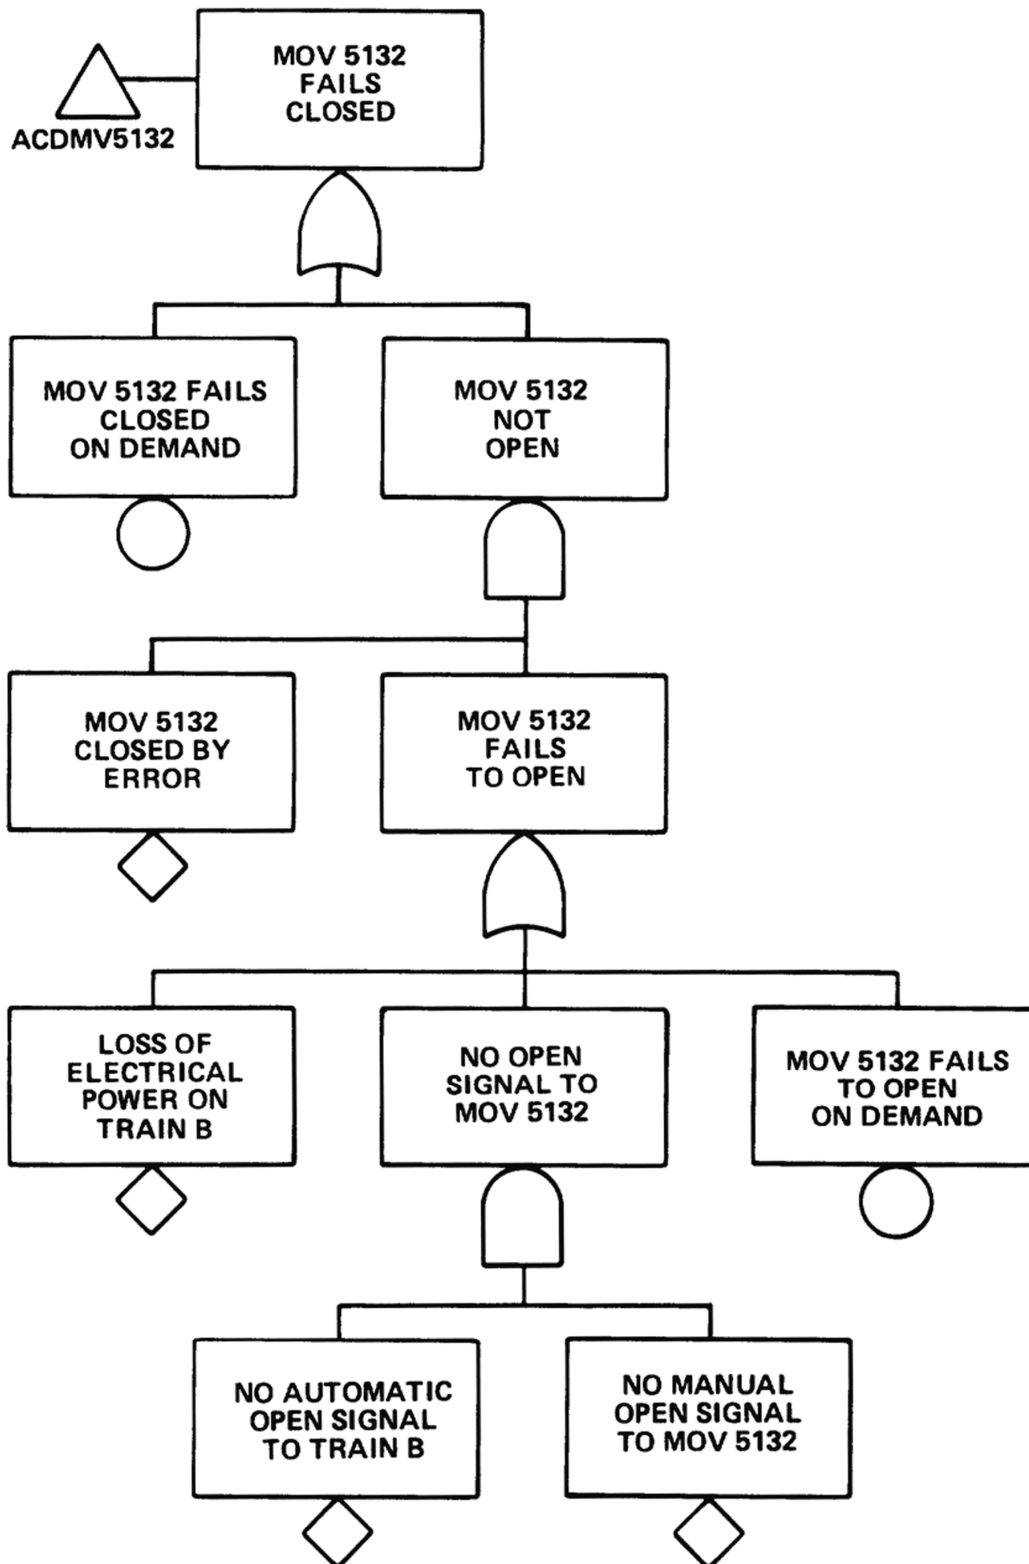 MOV 5132
FAILS
CLOSED
ACDMV5132
MOV 5132 FAILS
CLOSED
ON DEMAND
MOV 5132
NOT
OPEN
MOV 5132
CLOSED BY
ERROR
MOV 5132
FAILS
TO OPEN
LOSS OF
ELECTRICAL
POWER ON
TRAIN B
NO OPEN
SIGNAL TO
MOV 5132
MOV 5132 FAILS
TO OPEN
ON DEMAND
NO AUTOMATIC
OPEN SIGNAL
TO TRAIN B
NO MANUAL
OPEN SIGNAL
TO MOV 5132